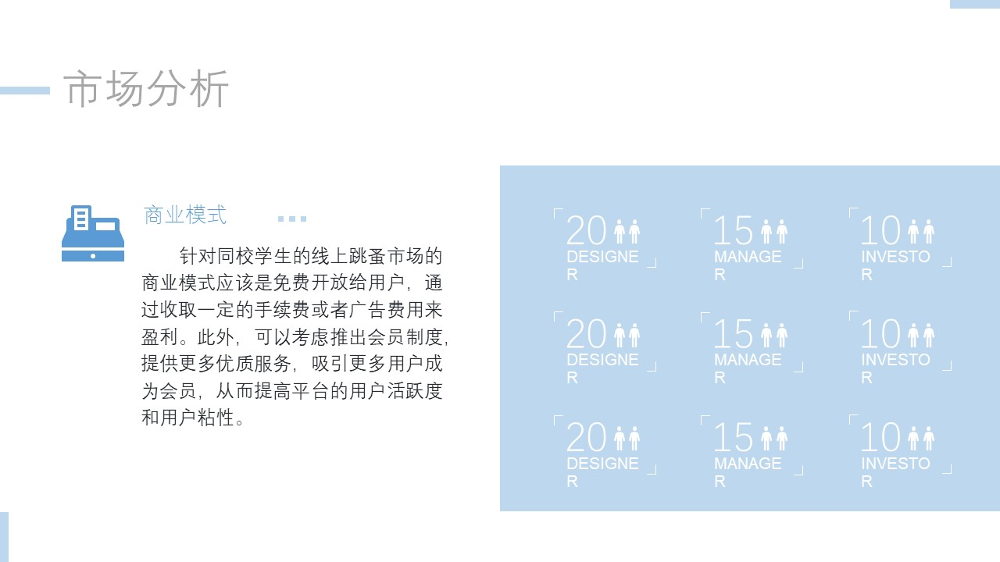 市场分析
商业模式
针对同校学生的线上跳蚤市场的
商业模式应该是免费开放给用户，通
过收取一定的手续费或者广告费用来
盈利。此外，可以考虑推出会员制度，
提供更多优质服务，吸引更多用户成
为会员，从而提高平台的用户活跃度
和用户粘性。
20
DESIGNE
R
15
MANAGE
R
10
INVESTO
R
20
DESIGNE
R
15
MANAGE
R
10
INVESTO
R
20
DESIGNE
R
15
MANAGE
R
10
INVESTO
R